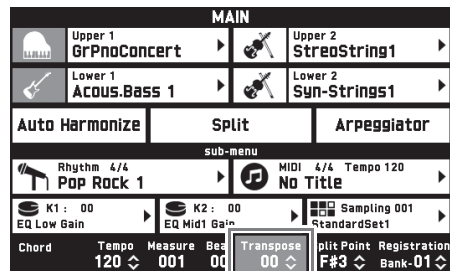 MAIN
Upper 1
GrPnoConcert
Upper 2
StreoString1
Lower 1
Acous.Bass 1
Lower 2
Syn-Strings1
Auto Harmonize
Split
Arpeggiator
sub-menu
Rhythm 4/4
Pop Rock 1
MIDI 4/4 Tempo 120
No Title
K1 : 00
EQ Low Gain
K2 : 00
EQ Mid1 Gain
Sampling 001
StandardSet1
Chord Tempo Measure Bea Transpose plit Point Registration
120 001 00 00 F#3 Bank-01